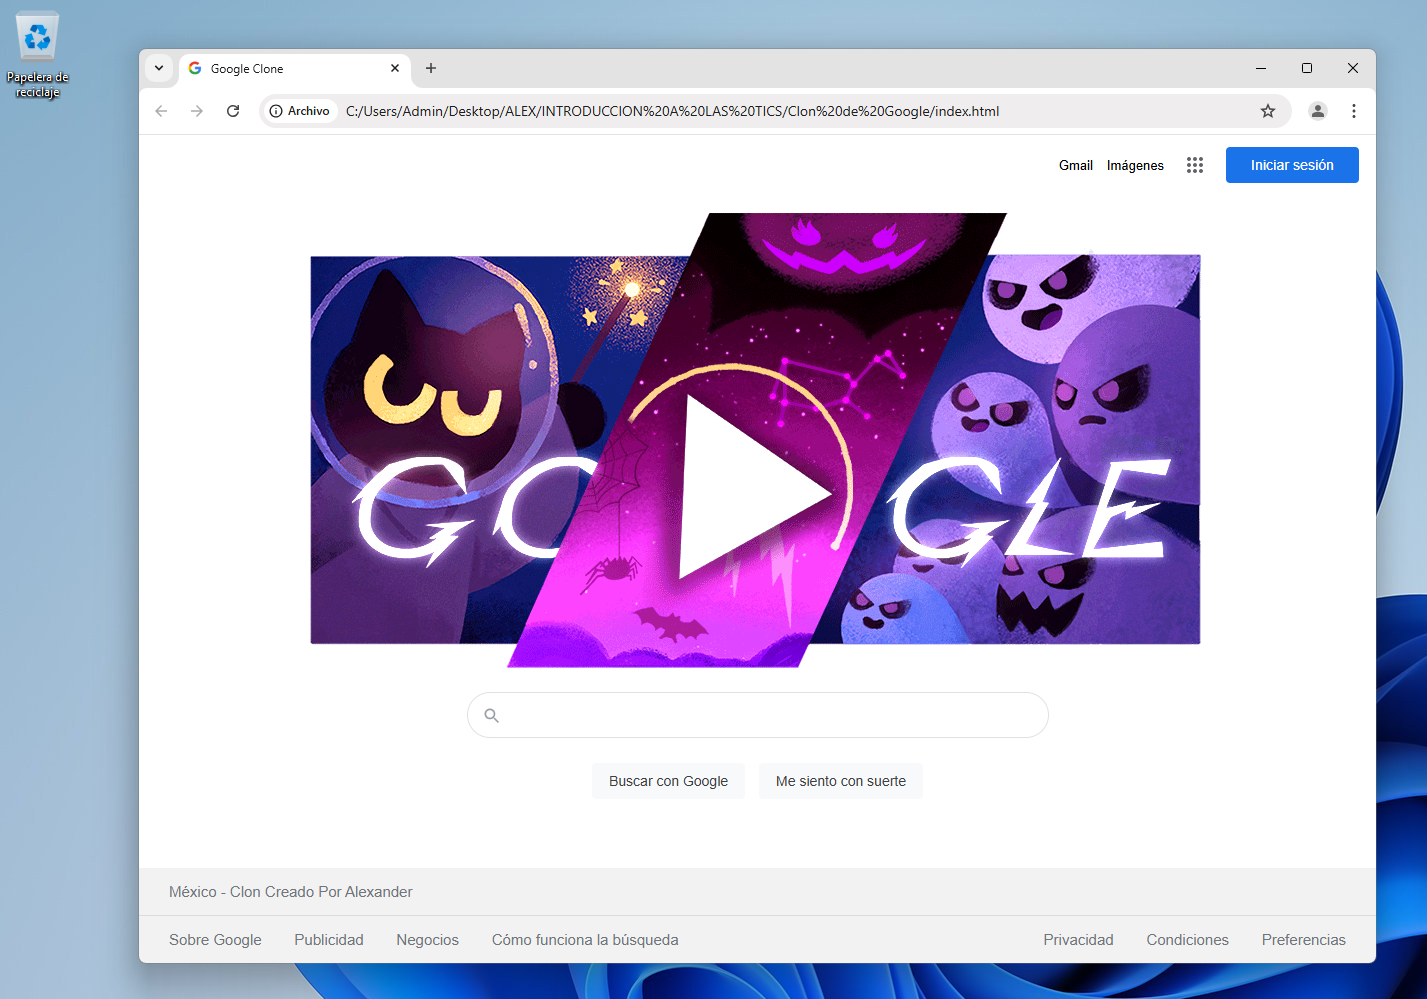 Papelera de
reciclaje
Google Clone
Archivo
C:/Users/Admin/Desktop/ALEX/INTRODUCCION%20A%20LAS%20TICS/Clon%20de%20Google/index.html
Gmail
Imágenes
Iniciar sesión
GO GLE
Buscar con Google
Me siento con suerte
México - Clon Creado Por Alexander
Sobre Google
Publicidad
Negocios
Cómo funciona la búsqueda
Privacidad
Condiciones
Preferencias